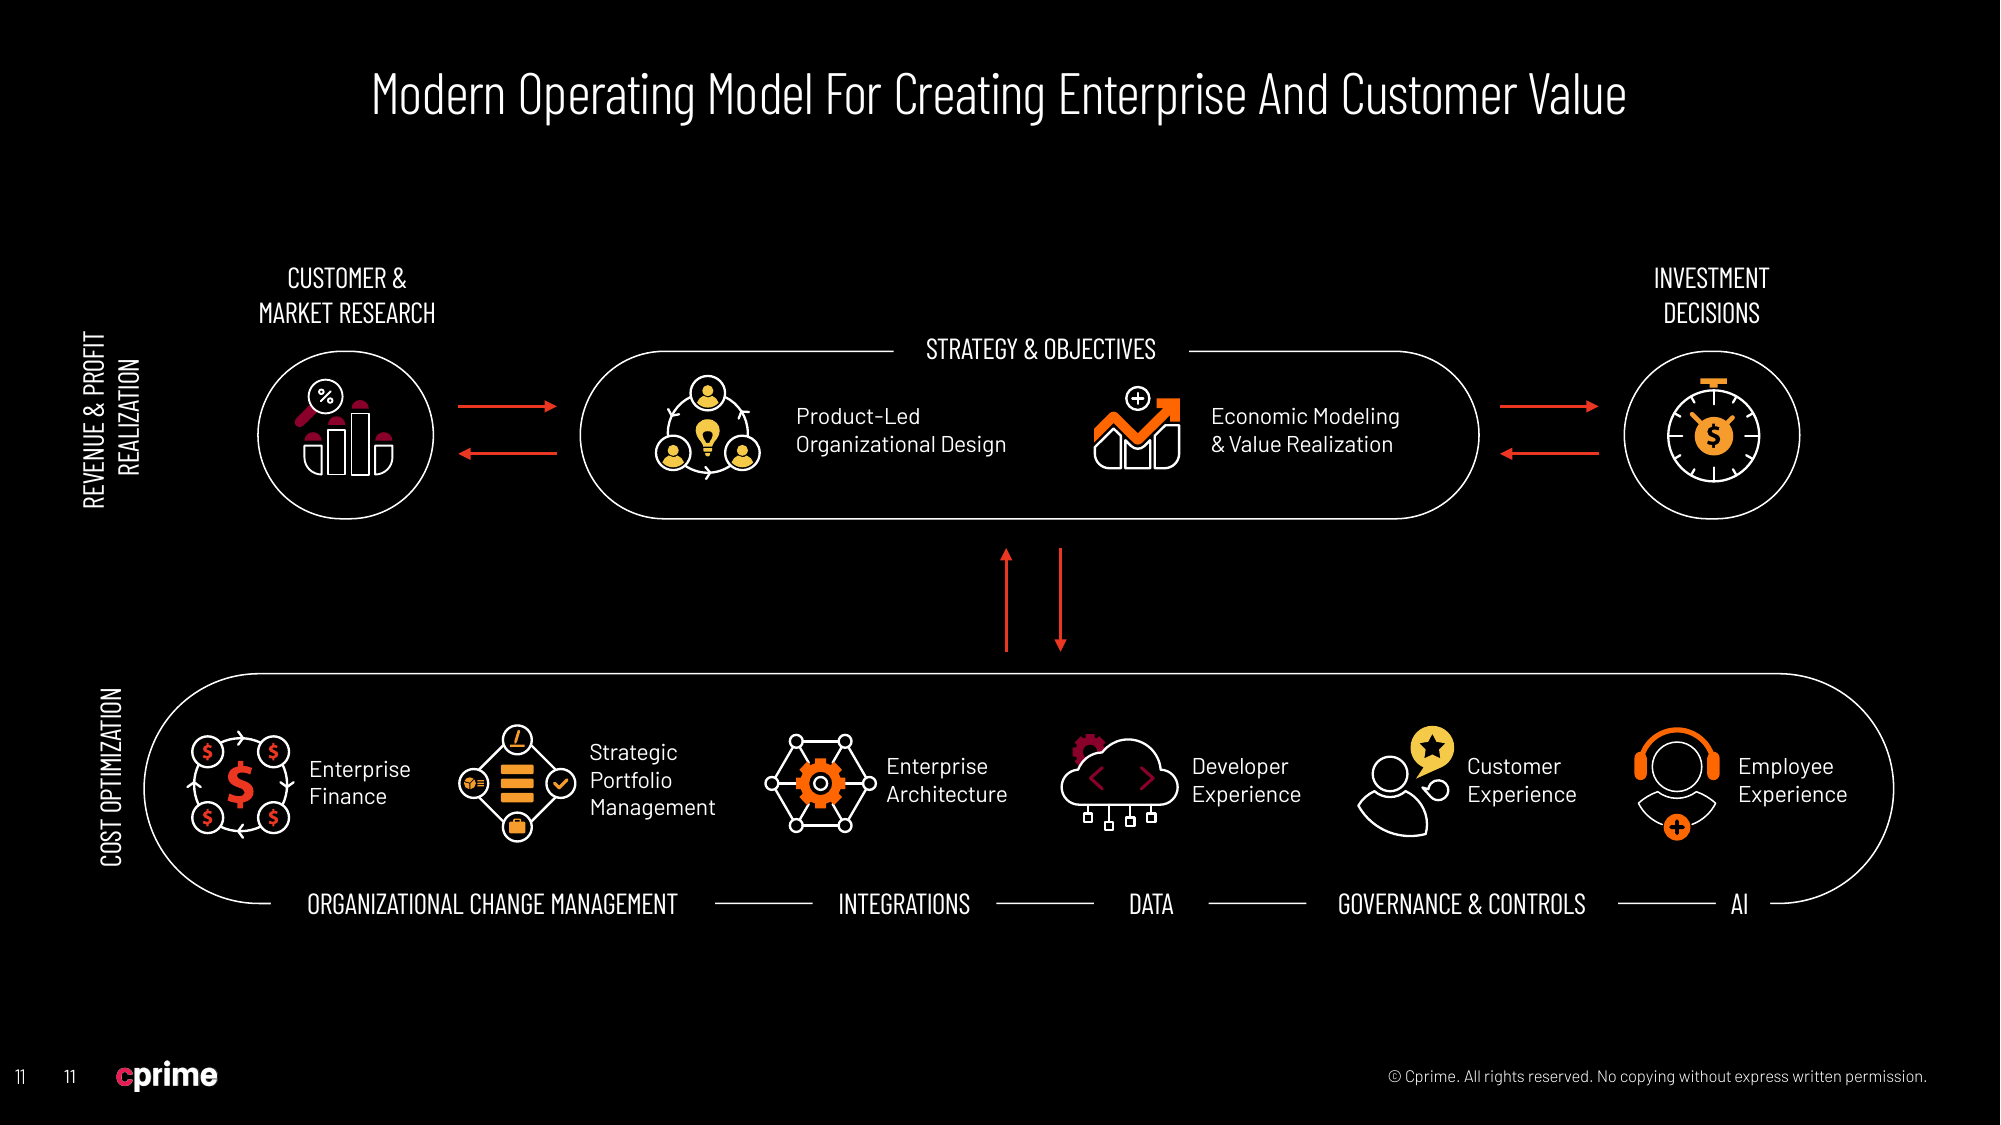 Modern Operating Model For Creating Enterprise And Customer Value
REVENUE & PROFIT
REALIZATION
CUSTOMER &
MARKET RESEARCH
%
STRATEGY & OBJECTIVES
Product-Led
Organizational Design
Economic Modeling
& Value Realization
INVESTMENT
DECISIONS
$
COST OPTIMIZATION
$ $
$
$ $
Enterprise
Finance
Strategic
Portfolio
Management
Enterprise
Architecture
Developer
Experience
Customer
Experience
Employee
Experience
ORGANIZATIONAL CHANGE MANAGEMENT
INTEGRATIONS
DATA
GOVERNANCE & CONTROLS
AI
11
11
cprime
© Cprime. All rights reserved. No copying without express written permission.